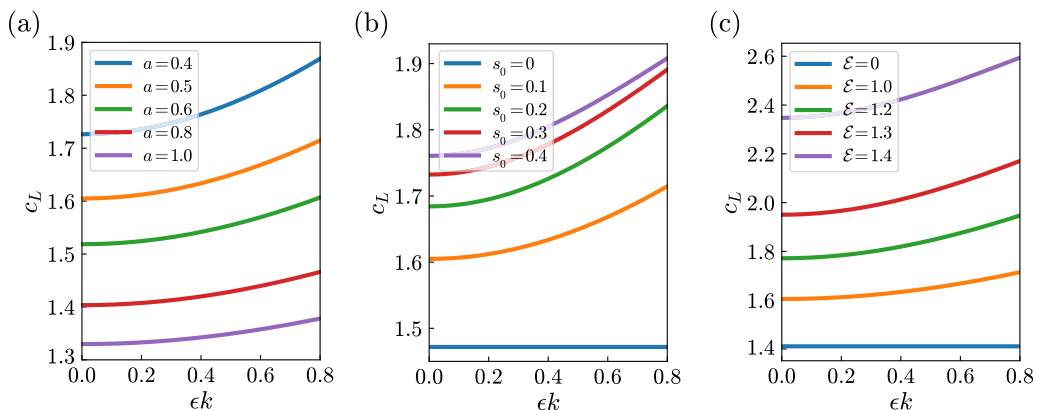 (a)
1.9
1.8
1.7
1.6
1.5
1.4
1.3
c_L
a = 0.4
a = 0.5
a = 0.6
a = 0.8
a = 1.0
0.0 0.2 0.4 0.6 0.8
ϵk
(b)
1.9
1.8
1.7
1.6
1.5
c_L
s_0 = 0
s_0 = 0.1
s_0 = 0.2
s_0 = 0.3
s_0 = 0.4
0.0 0.2 0.4 0.6 0.8
ϵk
(c)
2.6
2.4
2.2
2.0
1.8
1.6
1.4
c_L
ℰ = 0
ℰ = 1.0
ℰ = 1.2
ℰ = 1.3
ℰ = 1.4
0.0 0.2 0.4 0.6 0.8
ϵk